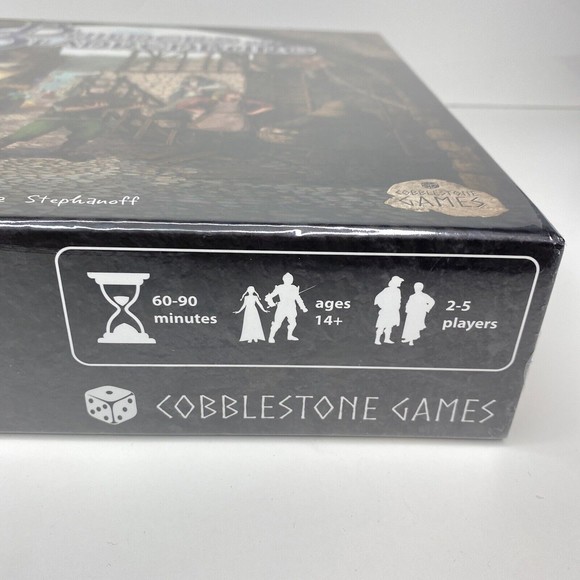 Stephanoff
COBBLESTONE
GAMES
60-90
minutes
ages
14+
2-5
players
COBBLESTONE GAMES